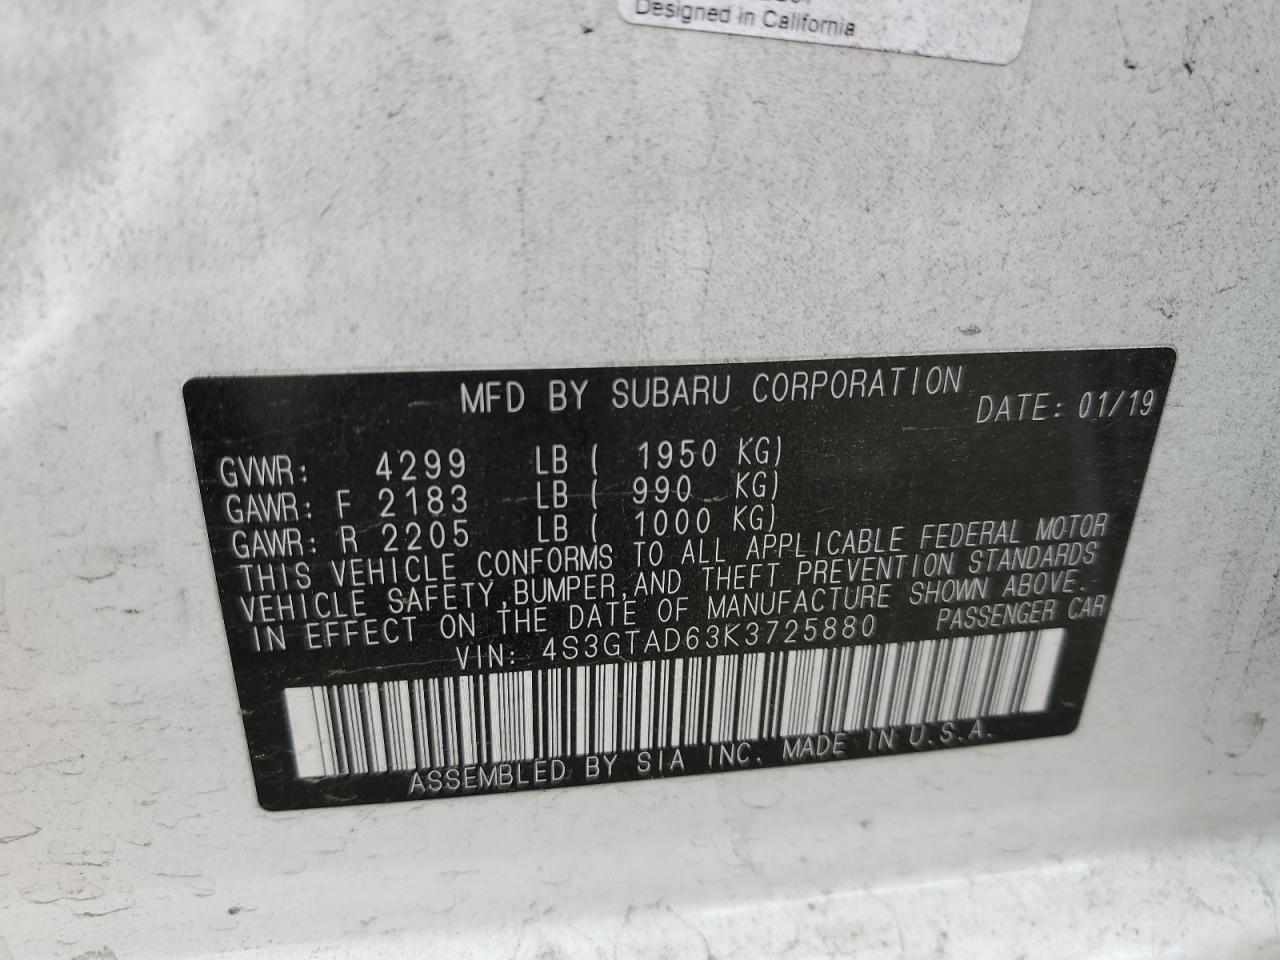 Designed in California
MFD BY SUBARU CORPORATION
DATE: 01/19
GVWR: 4299 LB ( 1950 KG)
GAWR: F 2183 LB ( 990 KG)
GAWR: R 2205 LB ( 1000 KG)
THIS VEHICLE CONFORMS TO ALL APPLICABLE FEDERAL MOTOR
VEHICLE SAFETY,BUMPER,AND THEFT PREVENTION STANDARDS
IN EFFECT ON THE DATE OF MANUFACTURE SHOWN ABOVE.
VIN: 4S3GTAD63K3725880 PASSENGER CAR
ASSEMBLED BY SIA INC. MADE IN U.S.A.